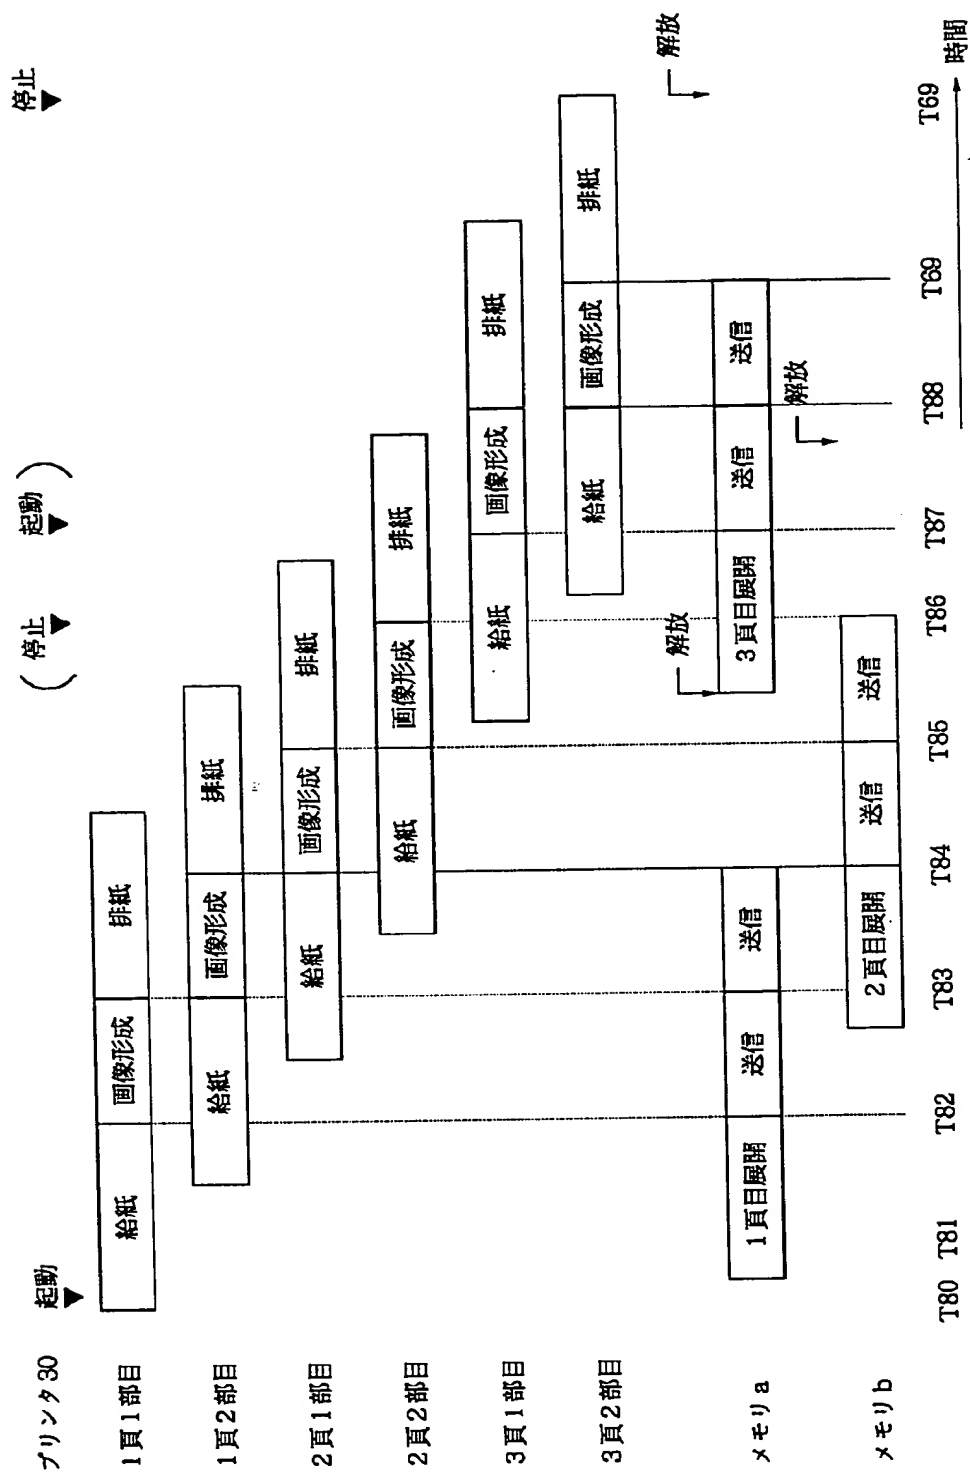 プリンタ30 起動 (停止 起動) 停止
1頁1部目 給紙 画像形成 排紙
1頁2部目 給紙 画像形成 排紙
2頁1部目 給紙 画像形成 排紙
2頁2部目 給紙 画像形成 排紙
3頁1部目 給紙 画像形成 排紙
3頁2部目 給紙 画像形成 排紙
解放 解放
メモリa 1頁目展開 送信 送信 3頁目展開 送信 送信
解放
メモリb 2頁目展開 送信 送信
T80 T81 T82 T83 T84 T85 T86 T87 T88 T69 T69
時間